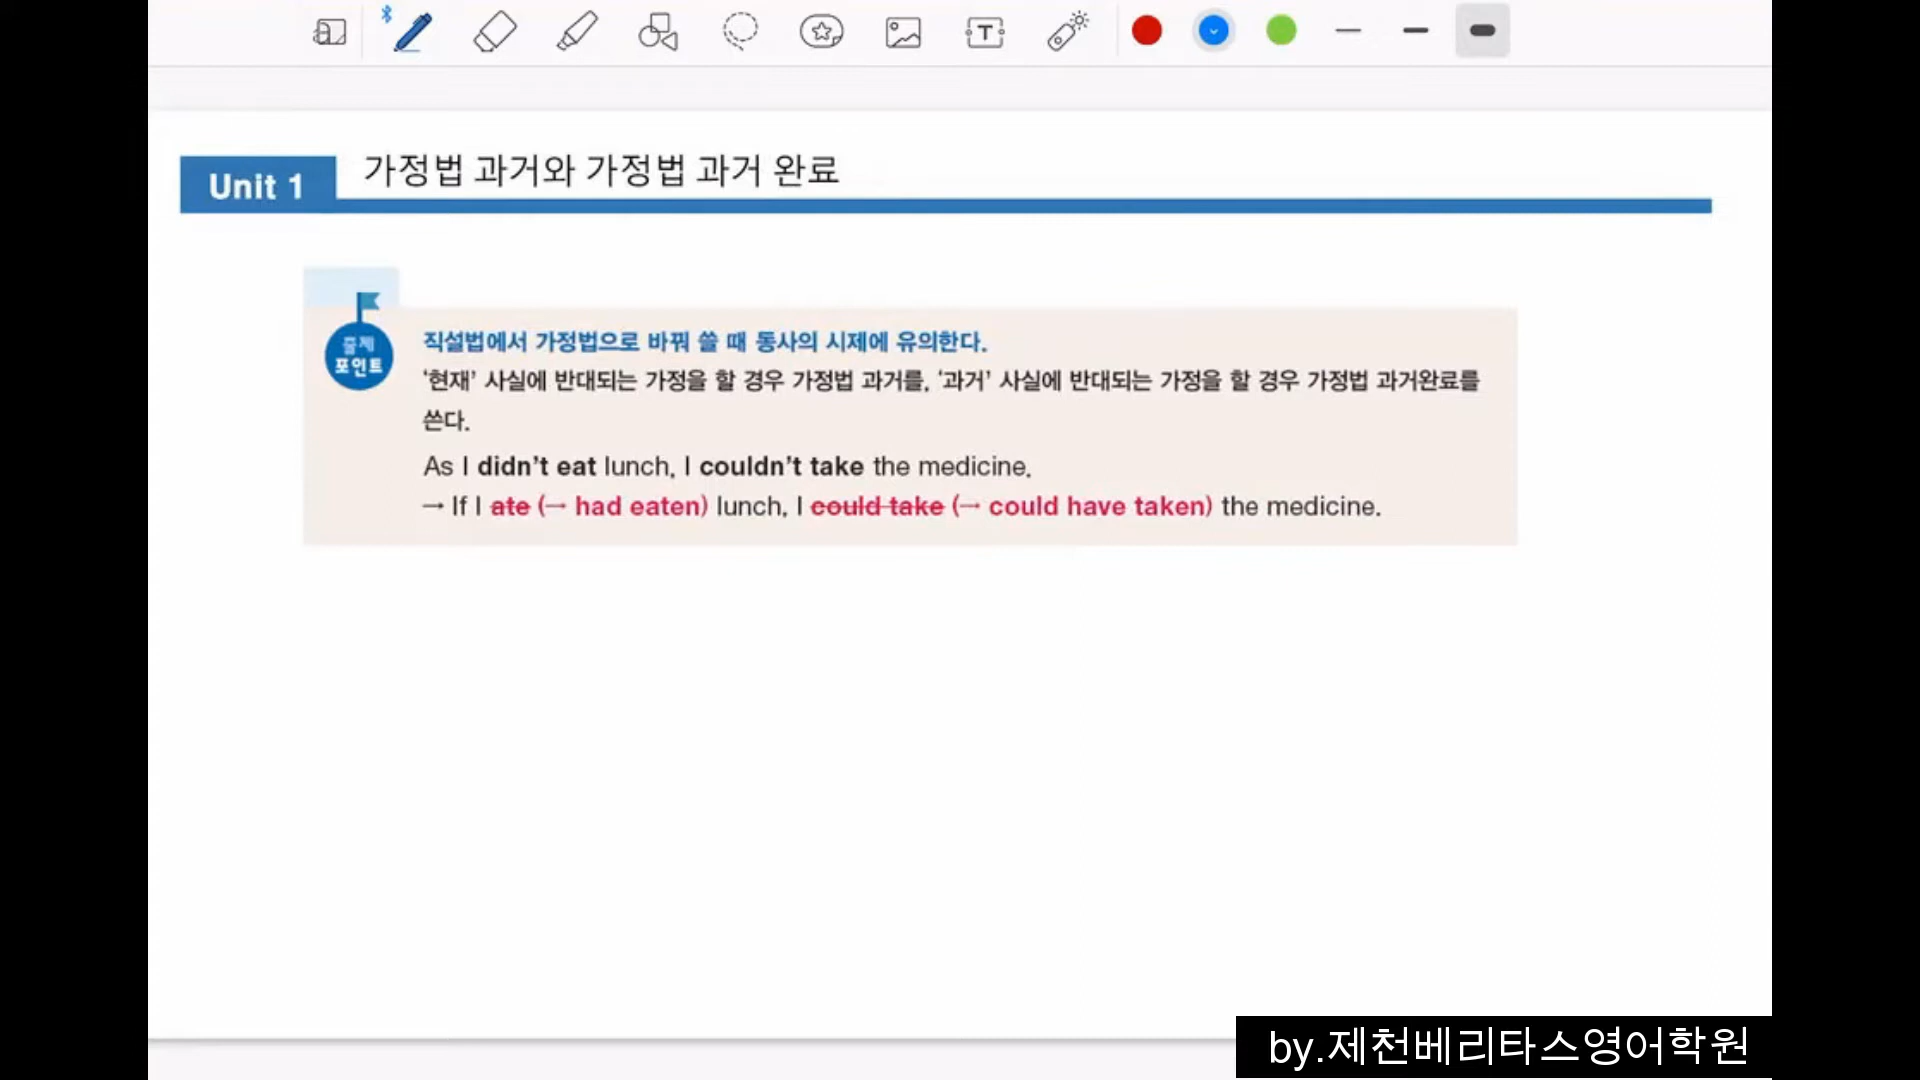 Unit 1
가정법 과거와 가정법 과거 완료
출제
포인트
직설법에서 가정법으로 바꿔 쓸 때 동사의 시제에 유의한다.
‘현재’ 사실에 반대되는 가정을 할 경우 가정법 과거를, ‘과거’ 사실에 반대되는 가정을 할 경우 가정법 과거완료를
쓴다.
As I didn’t eat lunch, I couldn’t take the medicine.
→ If I ate (→ had eaten) lunch, I could take (→ could have taken) the medicine.
by.제천베리타스영어학원